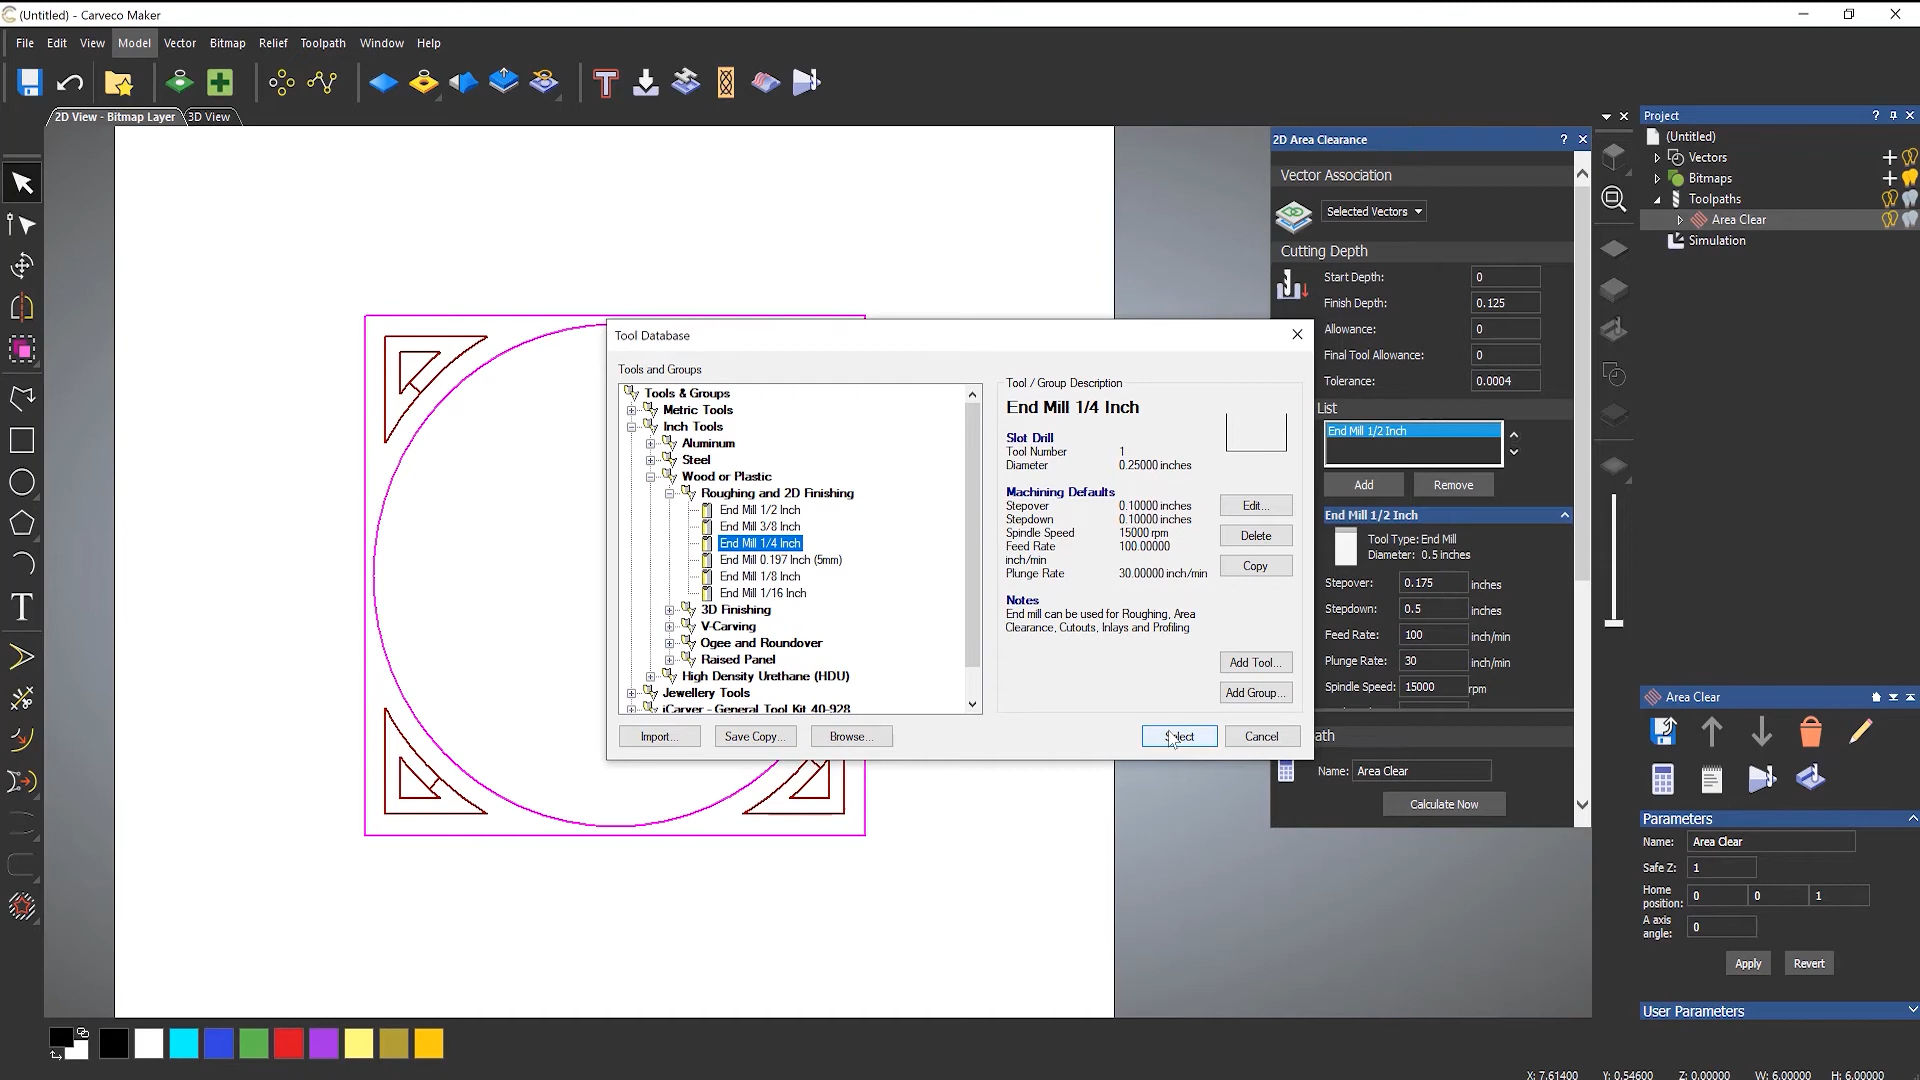 (Untitled) - Carveco Maker
File Edit View Model Vector Bitmap Relief Toolpath Window Help
2D View - Bitmap Layer 3D View
Project
(Untitled)
Vectors
Bitmaps
Toolpaths
Area Clear
Simulation
2D Area Clearance
Vector Association
Selected Vectors
Cutting Depth
Start Depth: 0
Finish Depth: 0.125
Allowance: 0
Final Tool Allowance: 0
Tolerance: 0.0004
List
End Mill 1/2 Inch
Add Remove
End Mill 1/2 Inch
Tool Type: End Mill
Diameter: 0.5 inches
Stepover: 0.175 inches
Stepdown: 0.5 inches
Feed Rate: 100 inch/min
Plunge Rate: 30 inch/min
Spindle Speed: 15000 rpm
Name: Area Clear
Calculate Now
Tool Database
Tools and Groups
Tools & Groups
Metric Tools
Inch Tools
Aluminum
Steel
Wood or Plastic
Roughing and 2D Finishing
End Mill 1/2 Inch
End Mill 3/8 Inch
End Mill 1/4 Inch
End Mill 0.197 Inch (5mm)
End Mill 1/8 Inch
End Mill 1/16 Inch
3D Finishing
V-Carving
Ogee and Roundover
Raised Panel
High Density Urethane (HDU)
Jewellery Tools
iCarver - General Tool Kit 40-928
Tool / Group Description
End Mill 1/4 Inch
Slot Drill
Tool Number 1
Diameter 0.25000 inches
Machining Defaults
Stepover 0.10000 inches
Stepdown 0.10000 inches
Spindle Speed 15000 rpm
Feed Rate 100.00000
inch/min
Plunge Rate 30.00000 inch/min
Notes
End mill can be used for Roughing, Area
Clearance, Cutouts, Inlays and Profiling
Edit...
Delete
Copy
Add Tool...
Add Group...
Import... Save Copy... Browse... Select Cancel
Area Clear
Parameters
Name: Area Clear
Safe Z: 1
Home
position: 0 0 1
A axis
angle: 0
Apply Revert
User Parameters
X: 7.61400 Y: 0.54600 Z: 0.00000 W: 6.00000 H: 6.00000